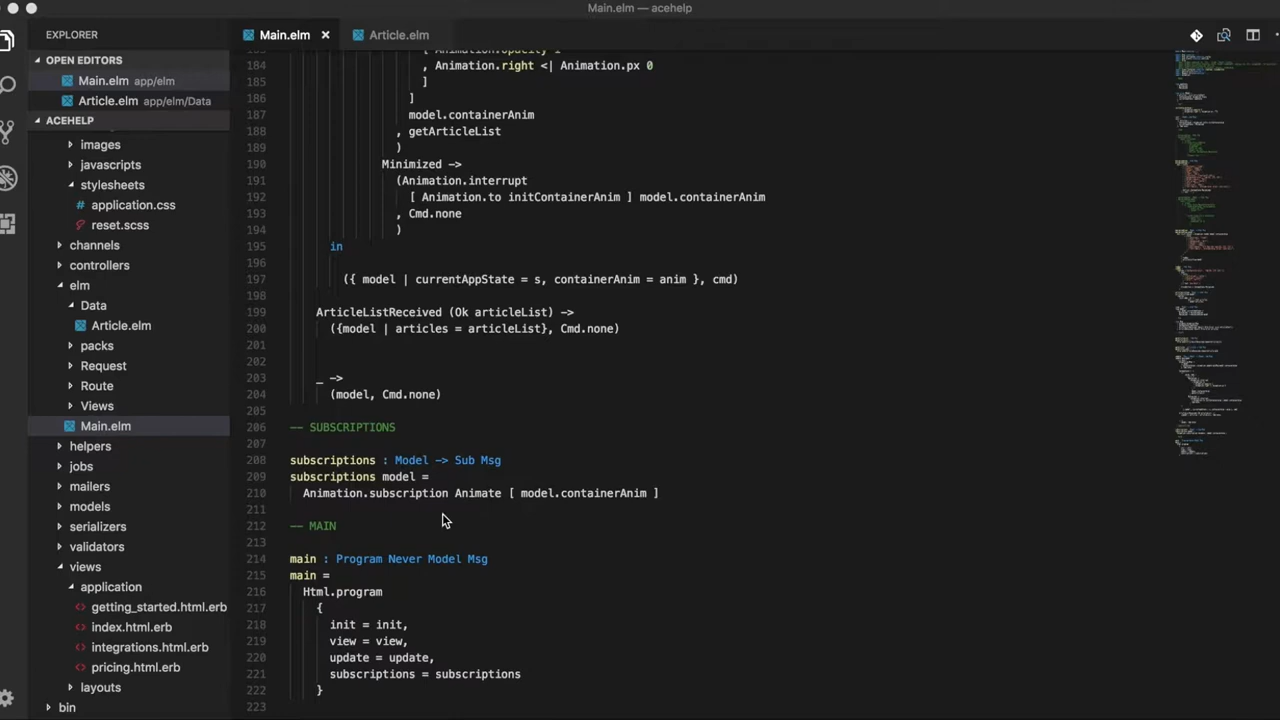 Main.elm — acehelp
EXPLORER
Main.elm ×
Article.elm
OPEN EDITORS
Main.elm app/elm
Article.elm app/elm/Data
ACEHELP
images
javascripts
stylesheets
application.css
reset.scss
channels
controllers
elm
Data
Article.elm
packs
Request
Route
Views
Main.elm
helpers
jobs
mailers
models
serializers
validators
views
application
getting_started.html.erb
index.html.erb
integrations.html.erb
pricing.html.erb
layouts
bin
183 [ Animation.opacity 1
184 , Animation.right <| Animation.px 0
185 ]
186 ]
187 model.containerAnim
188 , getArticleList
189 )
190 Minimized ->
191 (Animation.interrupt
192 [ Animation.to initContainerAnim ] model.containerAnim
193 , Cmd.none
194 )
195 in
196
197 ({ model | currentAppState = s, containerAnim = anim }, cmd)
198
199 ArticleListReceived (Ok articleList) ->
200 ({model | articles = articleList}, Cmd.none)
201
202
203 _ ->
204 (model, Cmd.none)
205
206 -- SUBSCRIPTIONS
207
208 subscriptions : Model -> Sub Msg
209 subscriptions model =
210 Animation.subscription Animate [ model.containerAnim ]
211
212 -- MAIN
213
214 main : Program Never Model Msg
215 main =
216 Html.program
217 {
218 init = init,
219 view = view,
220 update = update,
221 subscriptions = subscriptions
222 }
223